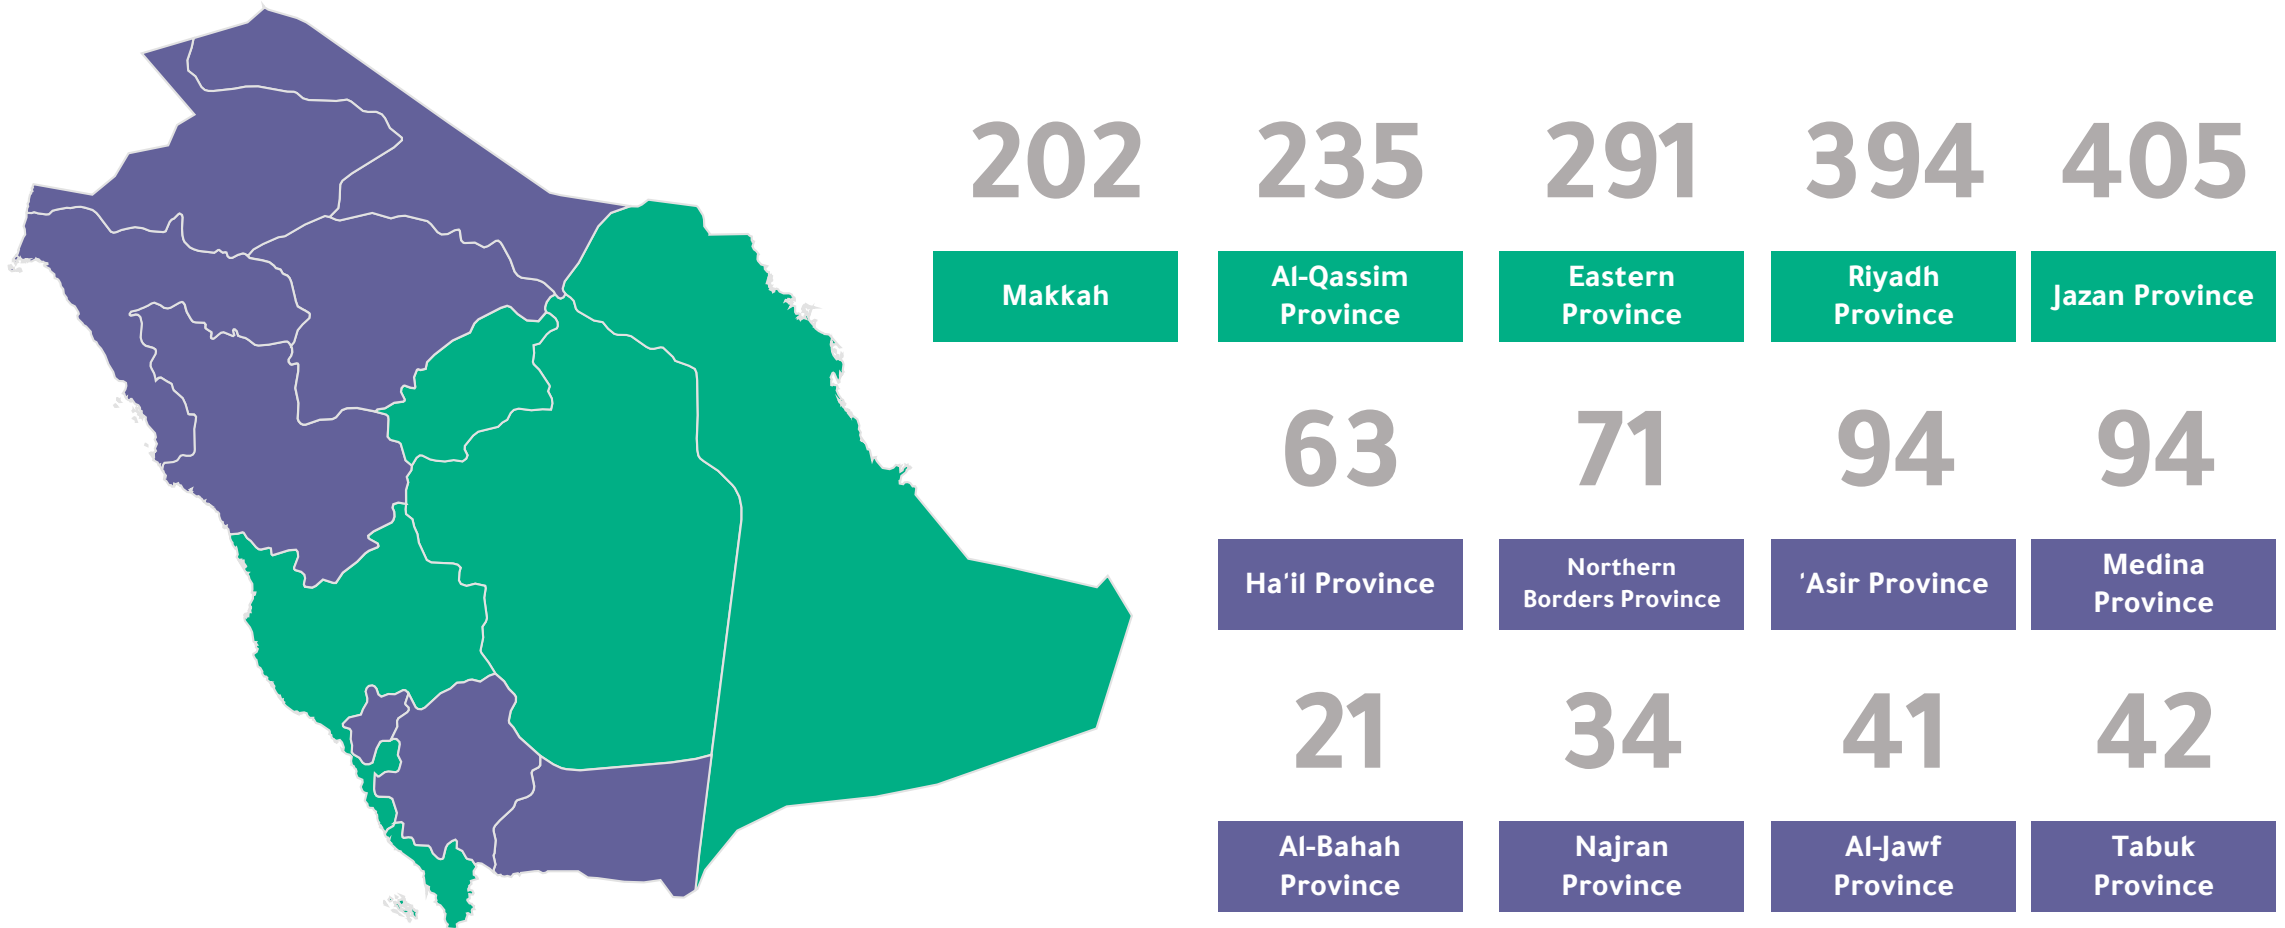 202 235 291 394 405
Makkah
Al-Qassim
Province
Eastern
Province
Riyadh
Province
Jazan Province
63 71 94 94
Ha'il Province
Northern
Borders Province
'Asir Province
Medina
Province
21 34 41 42
Al-Bahah
Province
Najran
Province
Al-Jawf
Province
Tabuk
Province